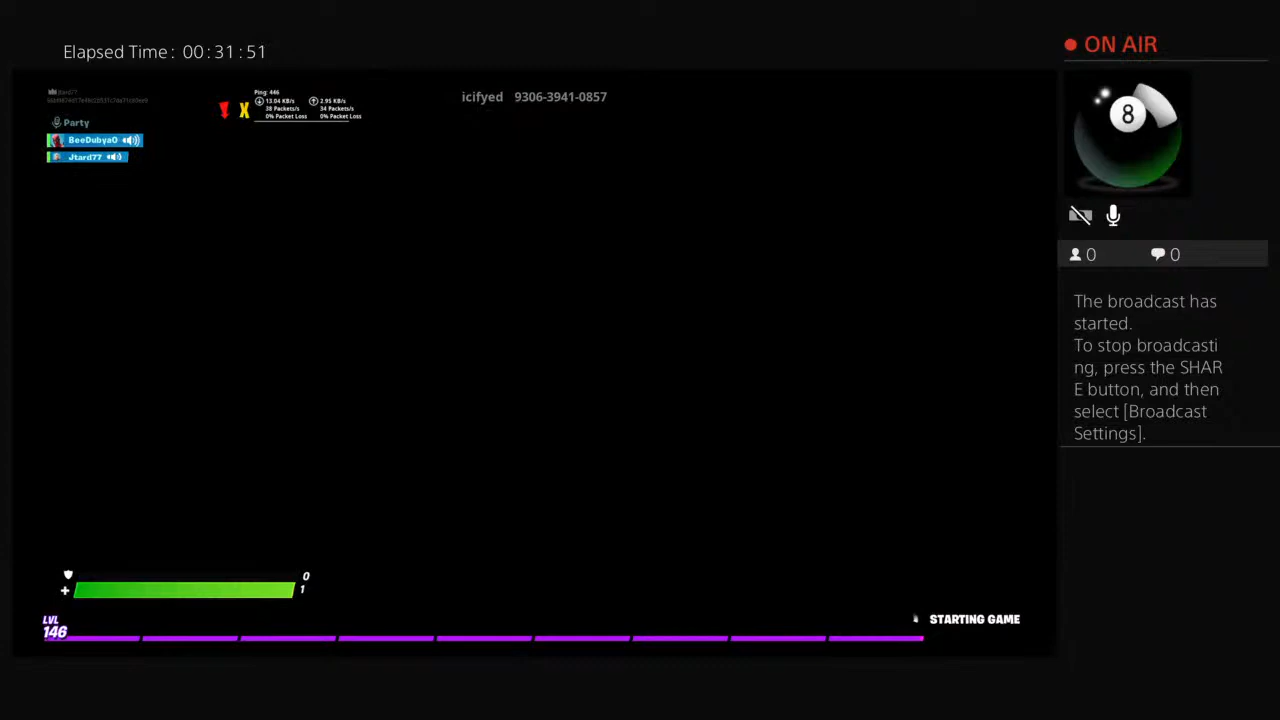 Elapsed Time: 00:31:51
ON AIR
Jtard77
Ping: 446
13.04 KB/s 2.95 KB/s
38 Packets/s 34 Packets/s
0% Packet Loss 0% Packet Loss
icifyed 9306-3941-0857
Party
BeeDubya0
Jtard77
8
0 0
The broadcast has
started.
To stop broadcasti
ng, press the SHAR
E button, and then
select [Broadcast
Settings].
0
1
LVL
146
STARTING GAME